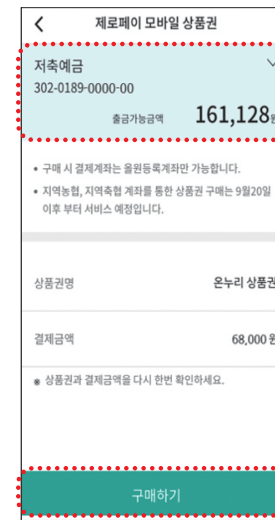 제로페이 모바일 상품권
저축예금
302-0189-0000-00
출금가능금액 161,128원
• 구매 시 결제계좌는 올원등록계좌만 가능합니다.
• 지역농협, 지역축협 계좌를 통한 상품권 구매는 9월20일
이후 부터 서비스 예정입니다.
상품권명 온누리 상품권
결제금액 68,000 원
※ 상품권과 결제금액을 다시 한번 확인하세요.
구매하기